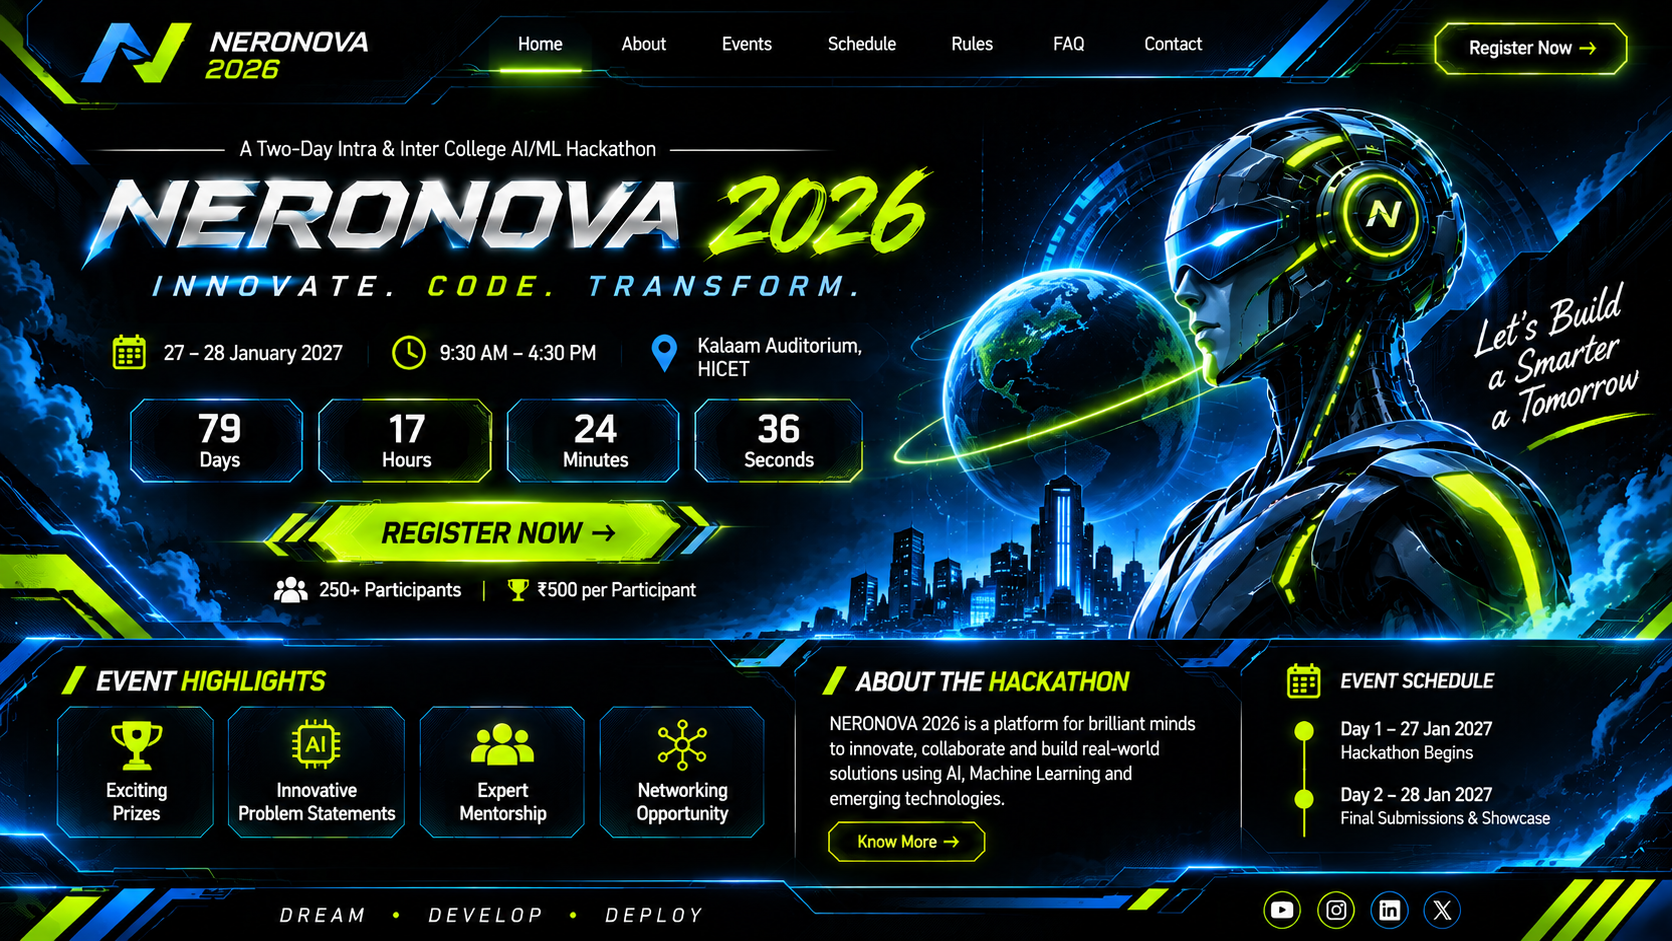 NERONOVA
2026
Home About Events Schedule Rules FAQ Contact
Register Now →
A Two-Day Intra & Inter College AI/ML Hackathon
NERONOVA 2026
INNOVATE. CODE. TRANSFORM.
27 – 28 January 2027
9:30 AM – 4:30 PM
Kalaam Auditorium,
HICET
79
Days
17
Hours
24
Minutes
36
Seconds
REGISTER NOW →
250+ Participants | ₹500 per Participant
N
Let's Build
a Smarter
a Tomorrow
EVENT HIGHLIGHTS
Exciting
Prizes
AI
Innovative
Problem Statements
Expert
Mentorship
Networking
Opportunity
ABOUT THE HACKATHON
NERONOVA 2026 is a platform for brilliant minds
to innovate, collaborate and build real-world
solutions using AI, Machine Learning and
emerging technologies.
Know More →
EVENT SCHEDULE
Day 1 – 27 Jan 2027
Hackathon Begins
Day 2 – 28 Jan 2027
Final Submissions & Showcase
DREAM • DEVELOP • DEPLOY
in X